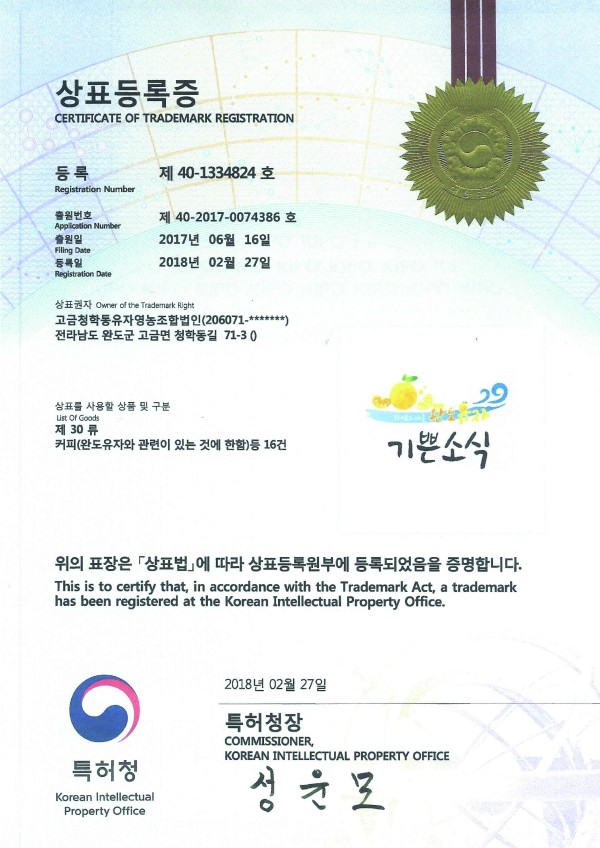 상표등록증
CERTIFICATE OF TRADEMARK REGISTRATION
등록 제 40-1334824 호
Registration Number
출원번호 제 40-2017-0074386 호
Application Number
출원일 2017년 06월 16일
Filing Date
등록일 2018년 02월 27일
Registration Date
상표권자 Owner of the Trademark Right
고금청학동유자영농조합법인(206071-*******)
전라남도 완도군 고금면 청학동길 71-3 ()
상표를 사용할 상품 및 구분
List Of Goods
제 30 류
커피(완도유자와 관련이 있는 것에 한함)등 16건
완도유자
기쁜소식
위의 표장은 「상표법」에 따라 상표등록원부에 등록되었음을 증명합니다.
This is to certify that, in accordance with the Trademark Act, a trademark
has been registered at the Korean Intellectual Property Office.
2018년 02월 27일
특허청장
COMMISSIONER,
KOREAN INTELLECTUAL PROPERTY OFFICE
성윤모
특허청
Korean Intellectual
Property Office